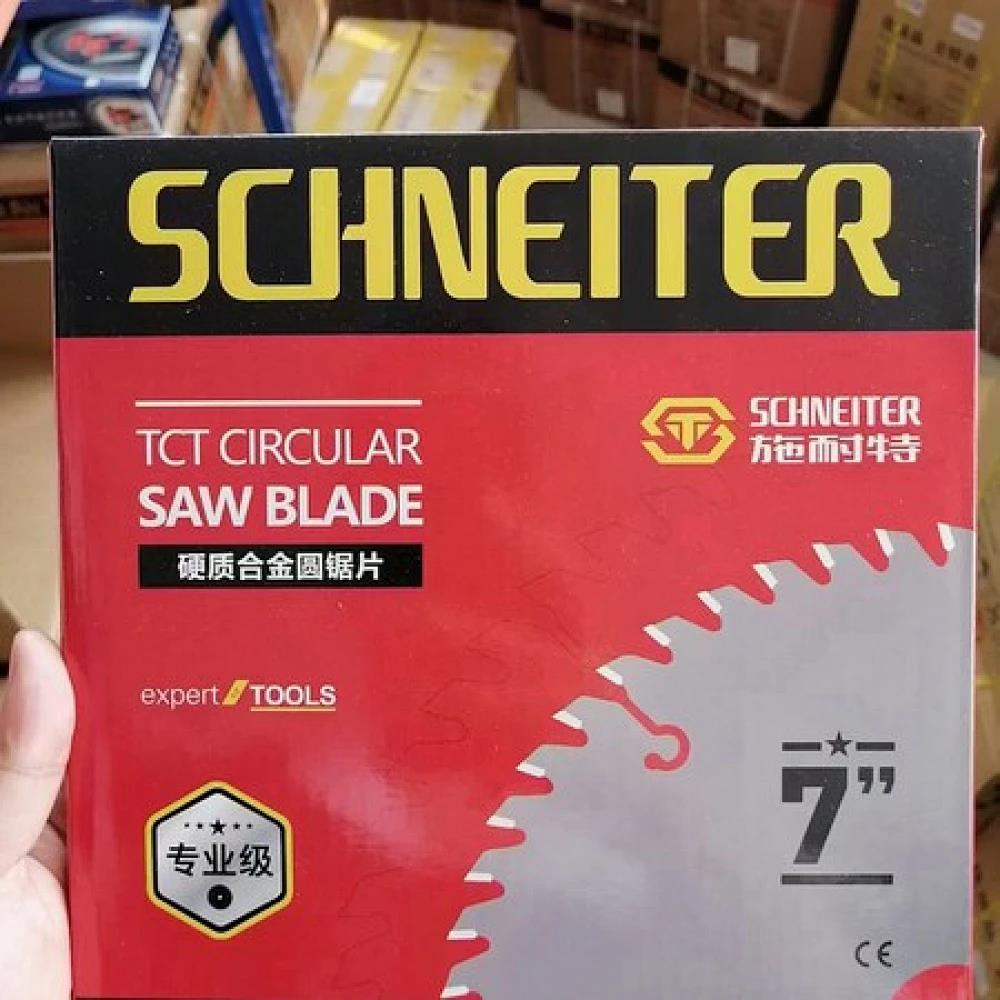 SCHNEITER
TCT CIRCULAR
SAW BLADE
硬质合金圆锯片
SCHNEITER
施耐特
expert TOOLS
专业级
7”
CE